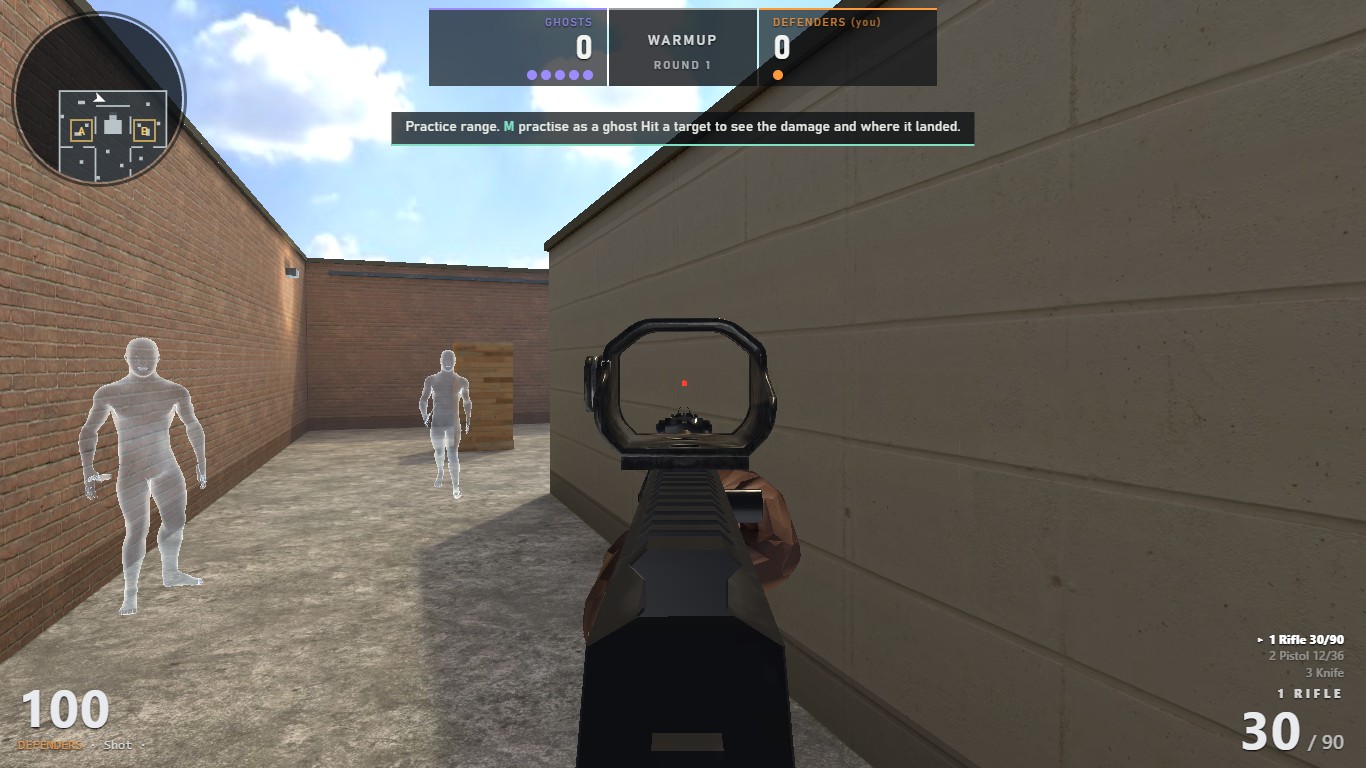 GHOSTS
0
WARMUP
ROUND 1
DEFENDERS (you)
0
Practice range. M practise as a ghost Hit a target to see the damage and where it landed.
A
B
1 Rifle 30/90
2 Pistol 12/36
3 Knife
1 RIFLE
30 / 90
100
DEFENDERS · Shot ·